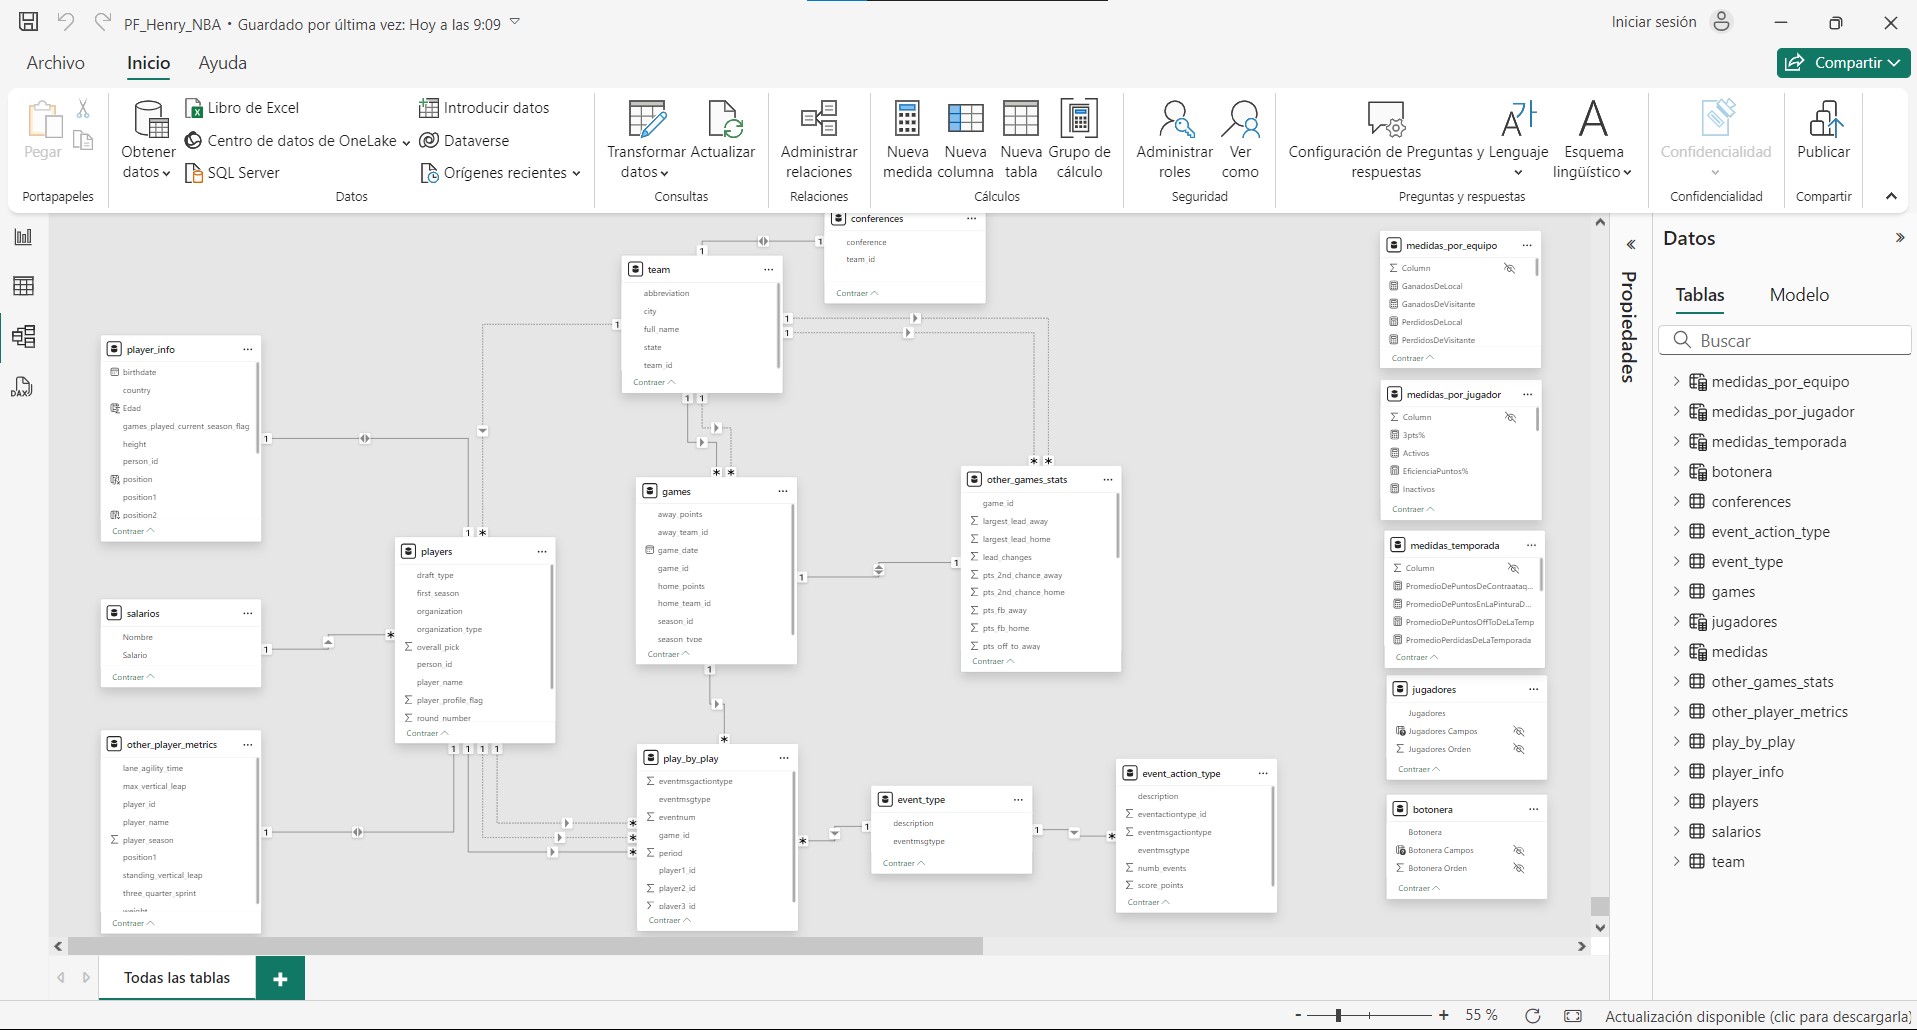 PF_Henry_NBA • Guardado por última vez: Hoy a las 9:09
Iniciar sesión
Archivo
Inicio
Ayuda
Compartir
Pegar
Portapapeles
Obtener datos
Libro de Excel
Centro de datos de OneLake
SQL Server
Introducir datos
Dataverse
Orígenes recientes
Datos
Transformar datos
Actualizar
Consultas
Administrar relaciones
Relaciones
Nueva medida
Nueva columna
Nueva tabla
Grupo de cálculo
Cálculos
Administrar roles
Ver como
Seguridad
Configuración de Preguntas y respuestas
Lenguaje
Esquema lingüístico
Preguntas y respuestas
Confidencialidad
Confidencialidad
Publicar
Compartir
DAX
conferences
conference
team_id
Contraer
team
abbreviation
city
full_name
state
team_id
Contraer
player_info
birthdate
country
Edad
games_played_current_season_flag
height
person_id
position
position1
position2
Contraer
salarios
Nombre
Salario
Contraer
other_player_metrics
lane_agility_time
max_vertical_leap
player_id
player_name
player_season
position1
standing_vertical_leap
three_quarter_sprint
weight
Contraer
players
draft_type
first_season
organization
organization_type
overall_pick
person_id
player_name
player_profile_flag
round_number
Contraer
games
away_points
away_team_id
game_date
game_id
home_points
home_team_id
season_id
season_type
Contraer
other_games_stats
game_id
largest_lead_away
largest_lead_home
lead_changes
pts_2nd_chance_away
pts_2nd_chance_home
pts_fb_away
pts_fb_home
pts_off_to_away
Contraer
play_by_play
eventmsgactiontype
eventmsgtype
eventnum
game_id
period
player1_id
player2_id
player3_id
Contraer
event_type
description
eventmsgtype
Contraer
event_action_type
description
eventactiontype_id
eventmsgactiontype
eventmsgtype
numb_events
score_points
Contraer
medidas_por_equipo
Column
GanadosDeLocal
GanadosDeVisitante
PerdidosDeLocal
PerdidosDeVisitante
Contraer
medidas_por_jugador
Column
3pts%
Activos
EficienciaPuntos%
Inactivos
Contraer
medidas_temporada
Column
PromedioDePuntosDeContraataq...
PromedioDePuntosEnLaPinturaD...
PromedioDePuntosOffToDeLaTemp
PromedioPerdidasDeLaTemporada
Contraer
jugadores
Jugadores
Jugadores Campos
Jugadores Orden
Contraer
botonera
Botonera
Botonera Campos
Botonera Orden
Contraer
Propiedades
Datos
Tablas
Modelo
Buscar
medidas_por_equipo
medidas_por_jugador
medidas_temporada
botonera
conferences
event_action_type
event_type
games
jugadores
medidas
other_games_stats
other_player_metrics
play_by_play
player_info
players
salarios
team
Todas las tablas
55 %
Actualización disponible (clic para descargarla)